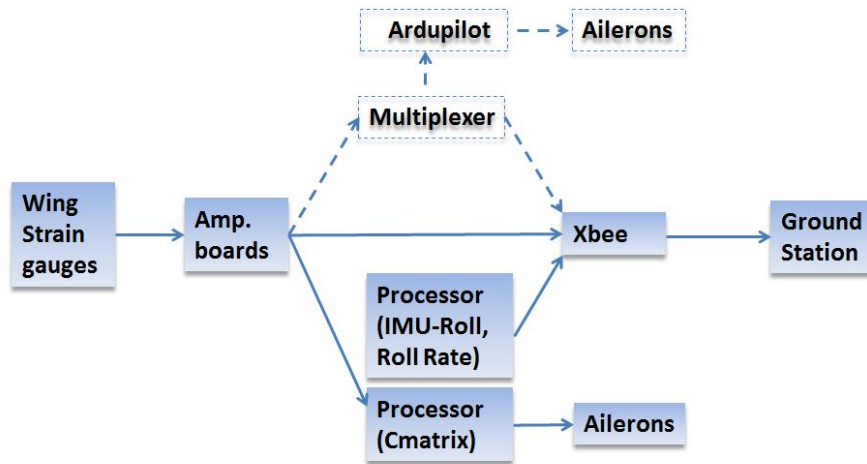 Ardupilot
Ailerons
Multiplexer
Wing
Strain
gauges
Amp.
boards
Xbee
Ground
Station
Processor
(IMU-Roll,
Roll Rate)
Processor
(Cmatrix)
Ailerons